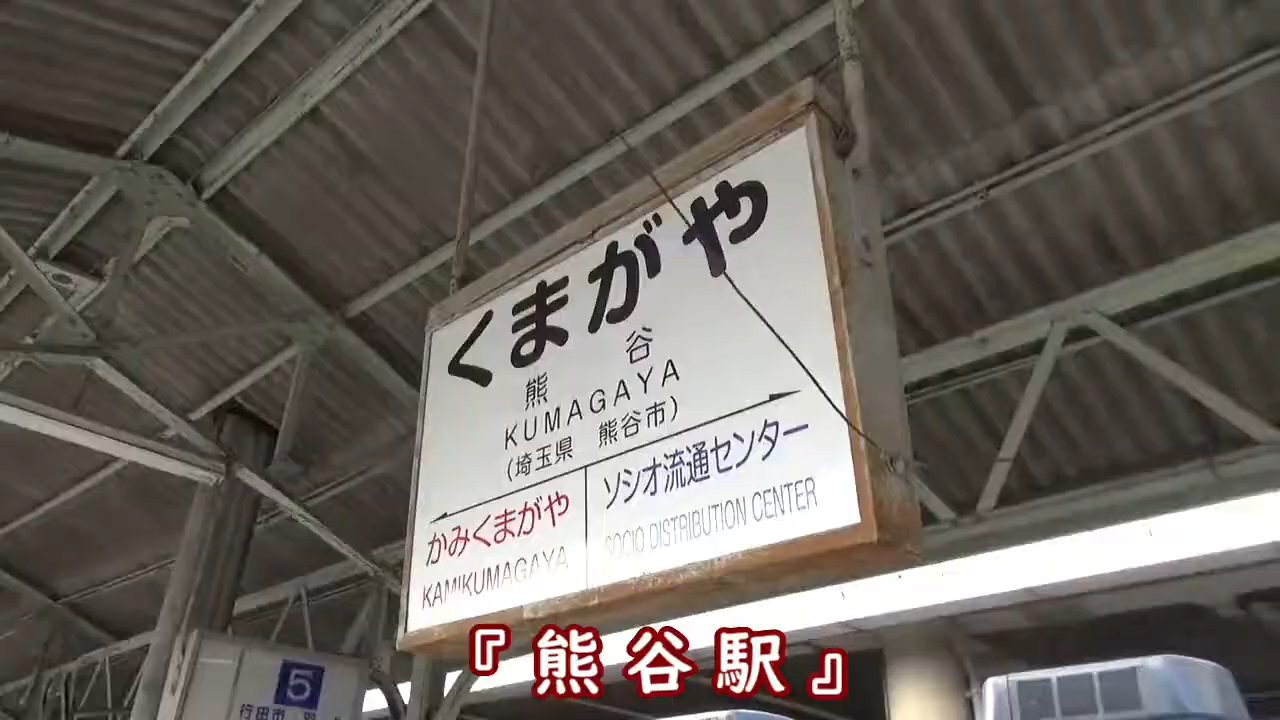 くまがや
熊谷
KUMAGAYA
(埼玉県 熊谷市)
かみくまがや
KAMIKUMAGAYA
ソシオ流通センター
SOCIO DISTRIBUTION CENTER
5
行田市
『熊谷駅』